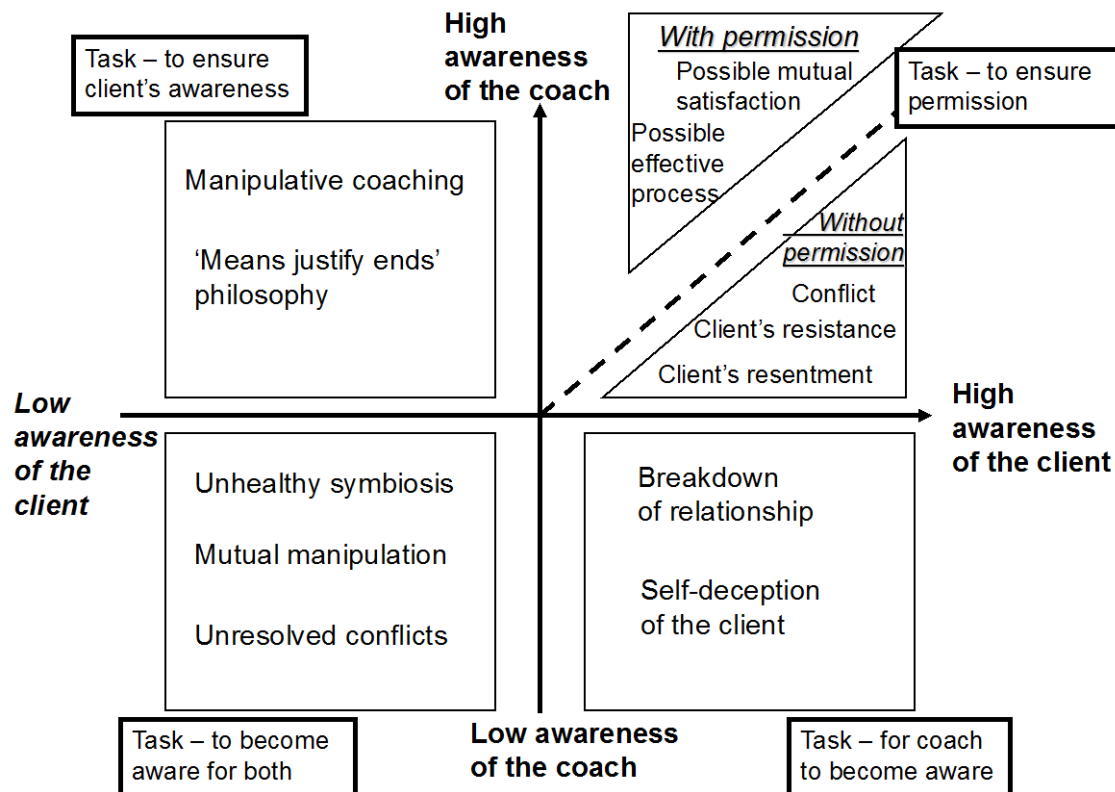 Task – to ensure
client’s awareness
High
awareness
of the coach
With permission
Possible mutual
satisfaction
Possible
effective
process
Task – to ensure
permission
Manipulative coaching
‘Means justify ends’
philosophy
Without
permission
Conflict
Client’s resistance
Client’s resentment
Low
awareness
of the
client
High
awareness
of the client
Unhealthy symbiosis
Mutual manipulation
Unresolved conflicts
Breakdown
of relationship
Self-deception
of the client
Task – to become
aware for both
Low awareness
of the coach
Task – for coach
to become aware